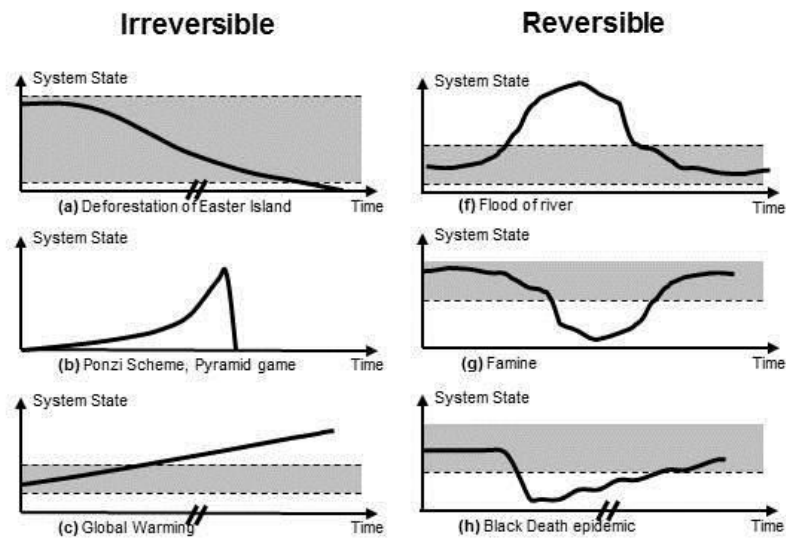 Irreversible
Reversible
System State
(a) Deforestation of Easter Island
Time
System State
(b) Ponzi Scheme, Pyramid game
Time
System State
(c) Global Warming
Time
System State
(f) Flood of river
Time
System State
(g) Famine
Time
System State
(h) Black Death epidemic
Time